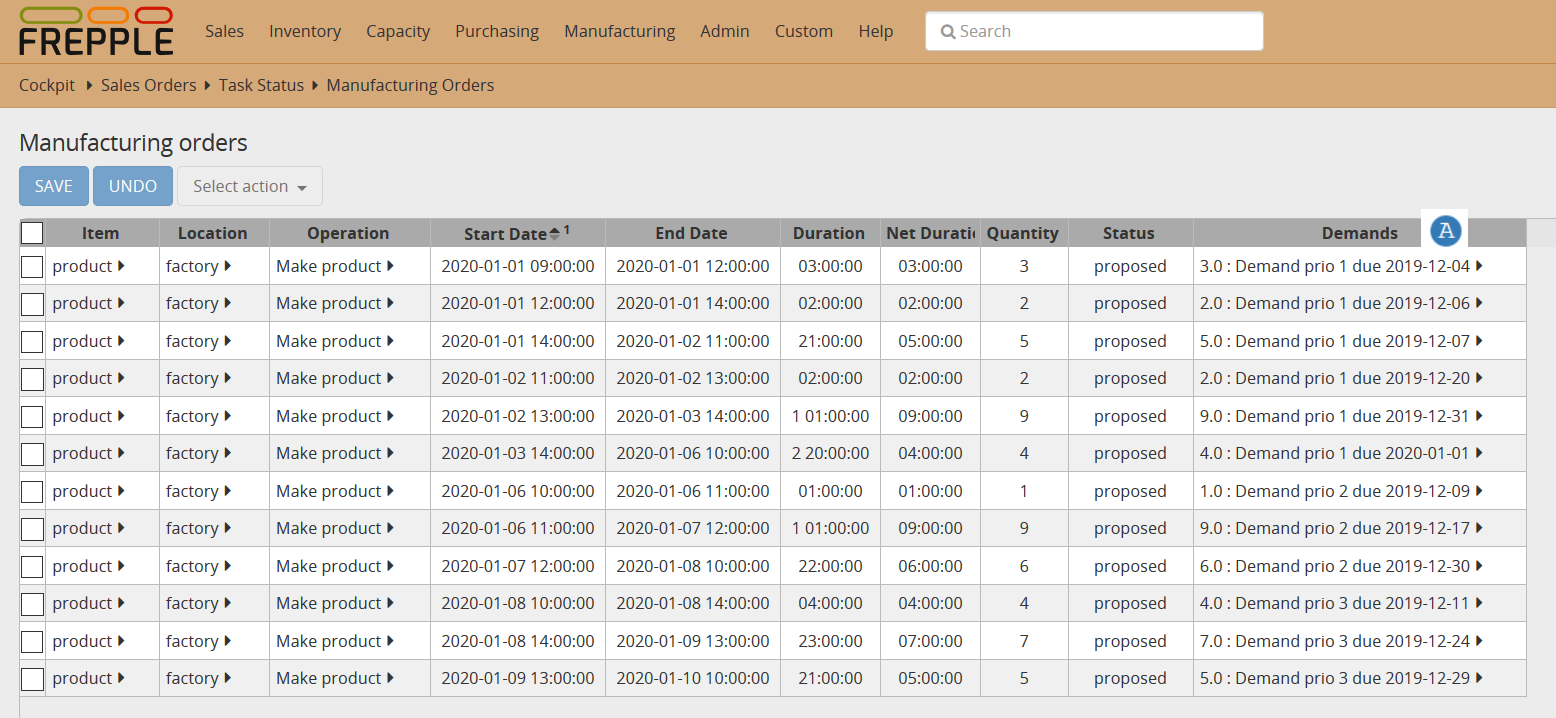 FREPPLE Sales Inventory Capacity Purchasing Manufacturing Admin Custom Help Search
Cockpit Sales Orders Task Status Manufacturing Orders
Manufacturing orders
SAVE UNDO Select action
Item Location Operation Start Date 1 End Date Duration Net Duratic Quantity Status Demands A
product factory Make product 2020-01-01 09:00:00 2020-01-01 12:00:00 03:00:00 03:00:00 3 proposed 3.0 : Demand prio 1 due 2019-12-04
product factory Make product 2020-01-01 12:00:00 2020-01-01 14:00:00 02:00:00 02:00:00 2 proposed 2.0 : Demand prio 1 due 2019-12-06
product factory Make product 2020-01-01 14:00:00 2020-01-02 11:00:00 21:00:00 05:00:00 5 proposed 5.0 : Demand prio 1 due 2019-12-07
product factory Make product 2020-01-02 11:00:00 2020-01-02 13:00:00 02:00:00 02:00:00 2 proposed 2.0 : Demand prio 1 due 2019-12-20
product factory Make product 2020-01-02 13:00:00 2020-01-03 14:00:00 1 01:00:00 09:00:00 9 proposed 9.0 : Demand prio 1 due 2019-12-31
product factory Make product 2020-01-03 14:00:00 2020-01-06 10:00:00 2 20:00:00 04:00:00 4 proposed 4.0 : Demand prio 1 due 2020-01-01
product factory Make product 2020-01-06 10:00:00 2020-01-06 11:00:00 01:00:00 01:00:00 1 proposed 1.0 : Demand prio 2 due 2019-12-09
product factory Make product 2020-01-06 11:00:00 2020-01-07 12:00:00 1 01:00:00 09:00:00 9 proposed 9.0 : Demand prio 2 due 2019-12-17
product factory Make product 2020-01-07 12:00:00 2020-01-08 10:00:00 22:00:00 06:00:00 6 proposed 6.0 : Demand prio 2 due 2019-12-30
product factory Make product 2020-01-08 10:00:00 2020-01-08 14:00:00 04:00:00 04:00:00 4 proposed 4.0 : Demand prio 3 due 2019-12-11
product factory Make product 2020-01-08 14:00:00 2020-01-09 13:00:00 23:00:00 07:00:00 7 proposed 7.0 : Demand prio 3 due 2019-12-24
product factory Make product 2020-01-09 13:00:00 2020-01-10 10:00:00 21:00:00 05:00:00 5 proposed 5.0 : Demand prio 3 due 2019-12-29